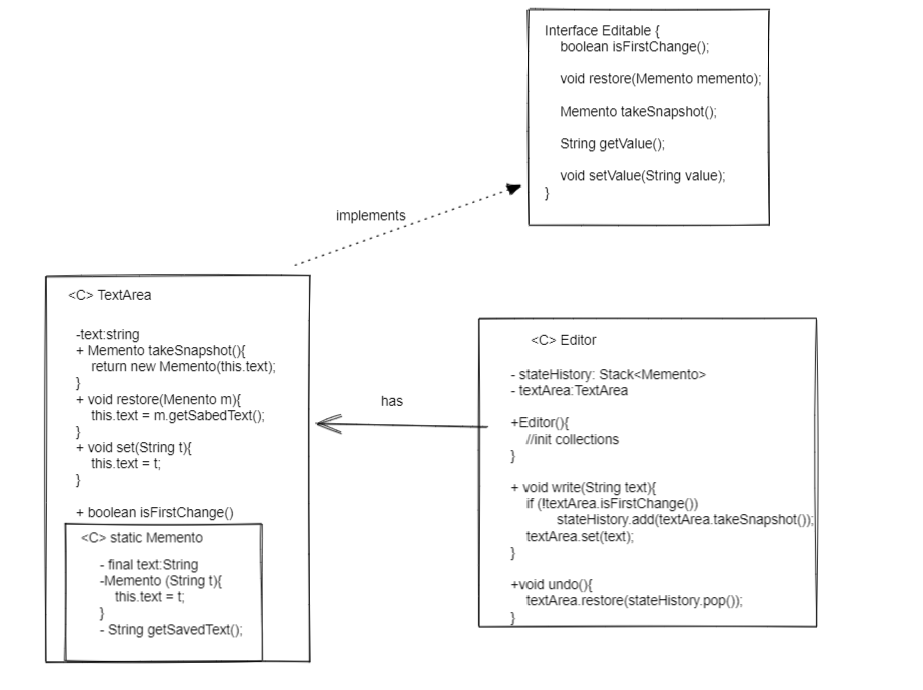 Interface Editable {
boolean isFirstChange();
void restore(Memento memento);
Memento takeSnapshot();
String getValue();
void setValue(String value);
}
implements
<C> TextArea
-text:string
+ Memento takeSnapshot(){
return new Memento(this.text);
}
+ void restore(Menento m){
this.text = m.getSabedText();
}
+ void set(String t){
this.text = t;
}
+ boolean isFirstChange()
<C> static Memento
- final text:String
-Memento (String t){
this.text = t;
}
- String getSavedText();
has
<C> Editor
- stateHistory: Stack<Memento>
- textArea:TextArea
+Editor(){
//init collections
}
+ void write(String text){
if (!textArea.isFirstChange())
stateHistory.add(textArea.takeSnapshot());
textArea.set(text);
}
+void undo(){
textArea.restore(stateHistory.pop());
}